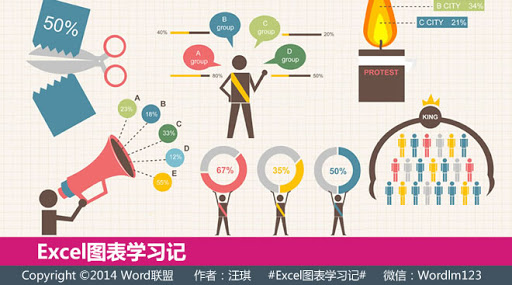 50%
B
group
40%
20%
A
group
C
group
D
group
80%
50%
B CITY 34%
C CITY 21%
PROTEST
KING
A
23%
B
18%
C
33%
D
12%
E
55%
67%
35%
50%
Excel图表学习记
Copyright ©2014 Word联盟 作者：汪琪 #Excel图表学习记# 微信：Wordlm123